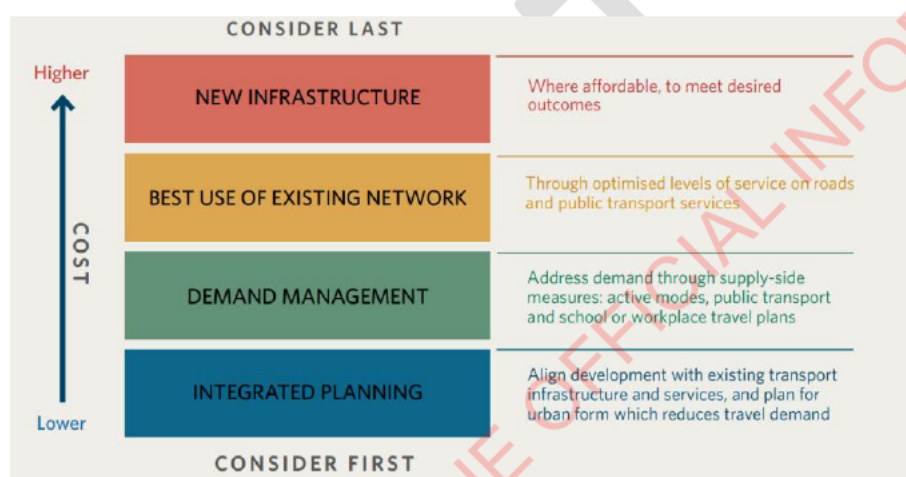 CONSIDER LAST
Higher
NEW INFRASTRUCTURE
Where affordable, to meet desired
outcomes
BEST USE OF EXISTING NETWORK
Through optimised levels of service on roads
and public transport services
COST
DEMAND MANAGEMENT
Address demand through supply-side
measures: active modes, public transport
and school or workplace travel plans
INTEGRATED PLANNING
Align development with existing transport
infrastructure and services, and plan for
urban form which reduces travel demand
Lower
CONSIDER FIRST
OFFICIAL